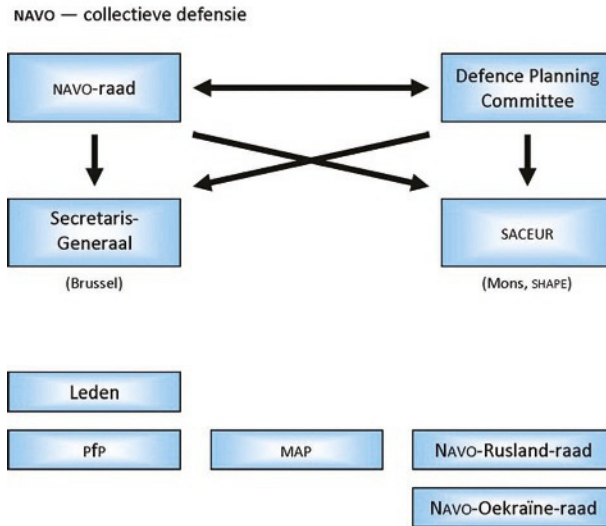 NAVO — collectieve defensie
NAVO-raad
Defence Planning
Committee
Secretaris-
Generaal
SACEUR
(Brussel)
(Mons, SHAPE)
Leden
PfP
MAP
NAVO-Rusland-raad
NAVO-Oekraïne-raad